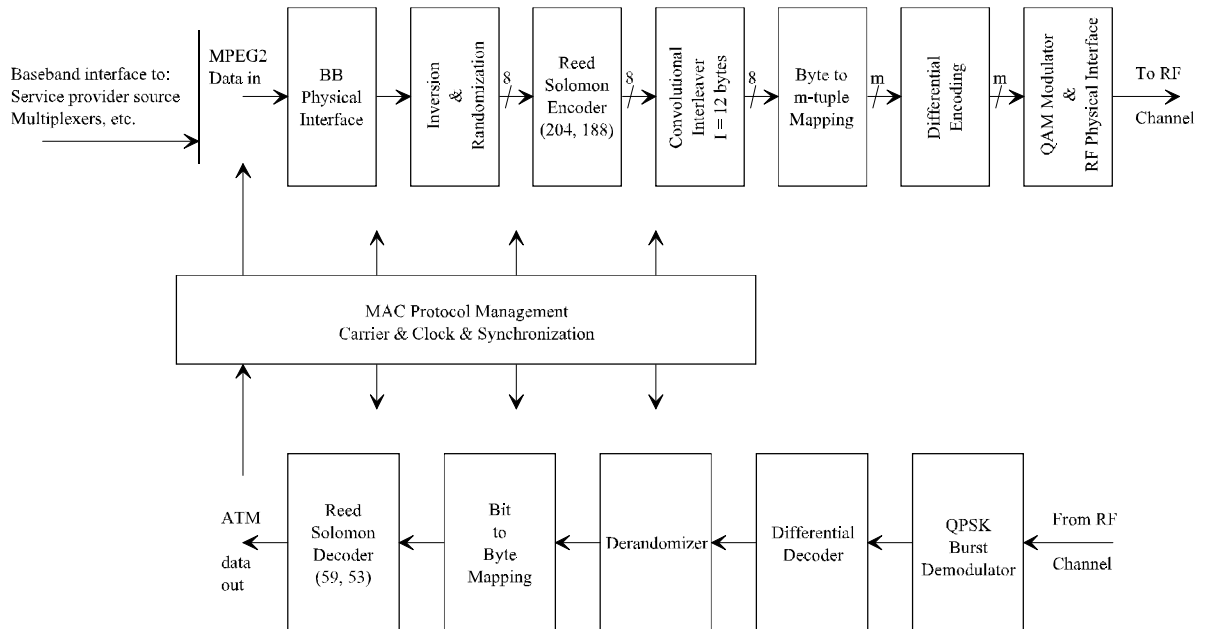 Baseband interface to:
Service provider source
Multiplexers, etc.
MPEG2
Data in
BB
Physical
Interface
Inversion
&
Randomization
8
Reed
Solomon
Encoder
(204, 188)
8
Convolutional
Interleaver
I = 12 bytes
8
Byte to
m-tuple
Mapping
m
Differential
Encoding
m
QAM Modulator
&
RF Physical Interface
To RF
Channel
MAC Protocol Management
Carrier & Clock & Synchronization
ATM
data
out
Reed
Solomon
Decoder
(59, 53)
Bit
to
Byte
Mapping
Derandomizer
Differential
Decoder
QPSK
Burst
Demodulator
From RF
Channel